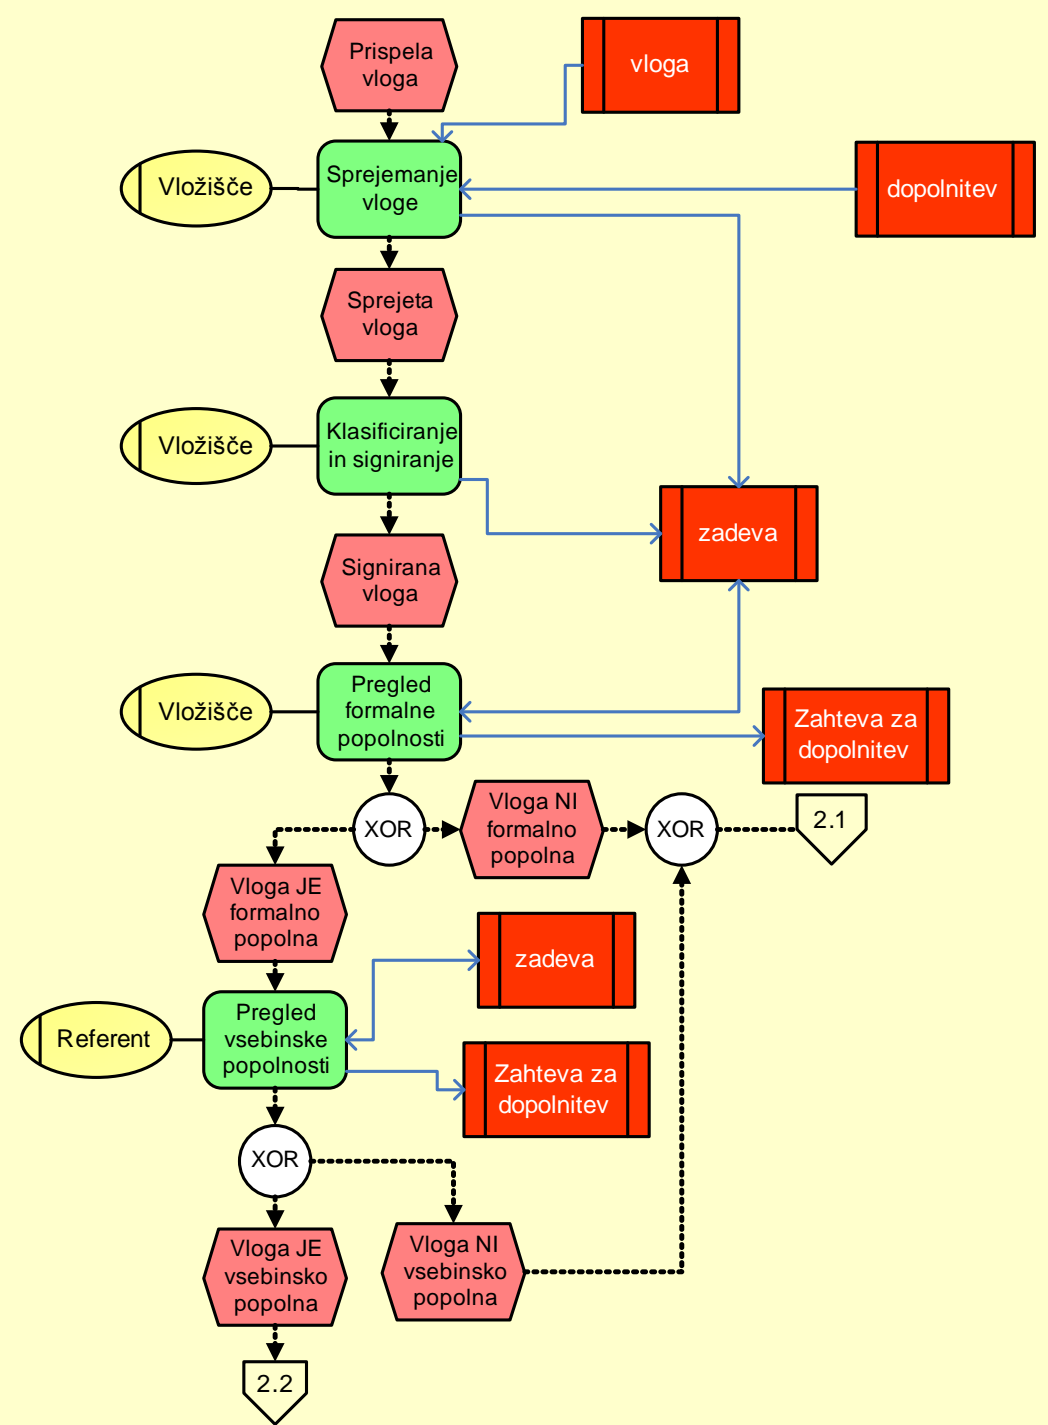 Prispela
vloga
vloga
Vložišče
Sprejemanje
vloge
dopolnitev
Sprejeta
vloga
Vložišče
Klasificiranje
in signiranje
zadeva
Signirana
vloga
Vložišče
Pregled
formalne
popolnosti
Zahteva za
dopolnitev
XOR
Vloga NI
formalno
popolna
XOR
2.1
Vloga JE
formalno
popolna
zadeva
Referent
Pregled
vsebinske
popolnosti
Zahteva za
dopolnitev
XOR
Vloga JE
vsebinsko
popolna
Vloga NI
vsebinsko
popolna
2.2